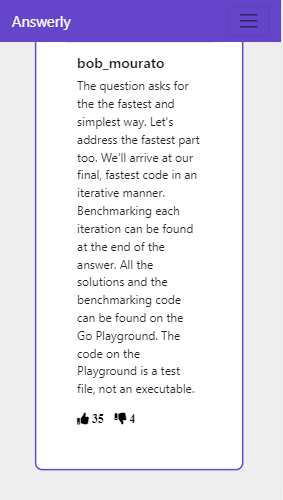 Answerly
bob_mourato
The question asks for
the the fastest and
simplest way. Let's
address the fastest part
too. We'll arrive at our
final, fastest code in an
iterative manner.
Benchmarking each
iteration can be found
at the end of the
answer. All the
solutions and the
benchmarking code
can be found on the
Go Playground. The
code on the
Playground is a test
file, not an executable.
35 4